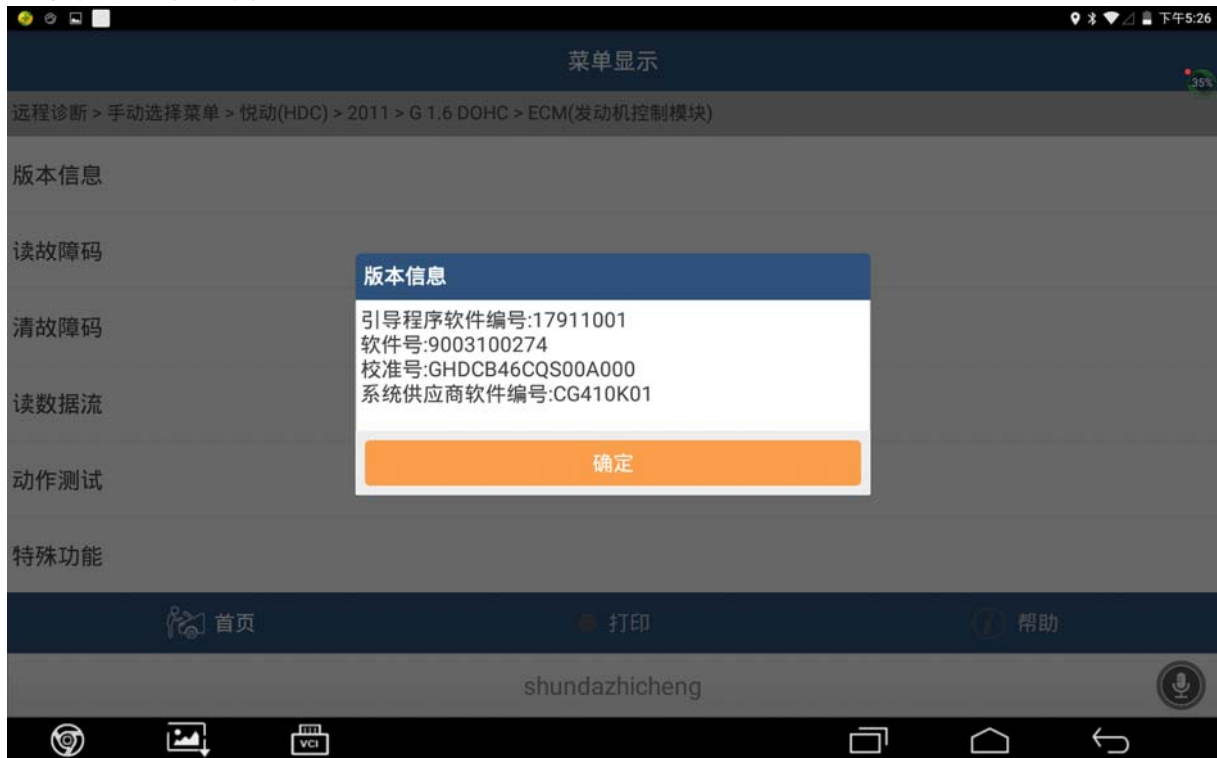 下午5:26
菜单显示
35%
远程诊断 > 手动选择菜单 > 悦动(HDC) > 2011 > G 1.6 DOHC > ECM(发动机控制模块)
版本信息
读故障码
清故障码
读数据流
动作测试
特殊功能
版本信息
引导程序软件编号:17911001
软件号:9003100274
校准号:GHDCB46CQS00A000
系统供应商软件编号:CG410K01
确定
首页
打印
帮助
shundazhicheng
VCI